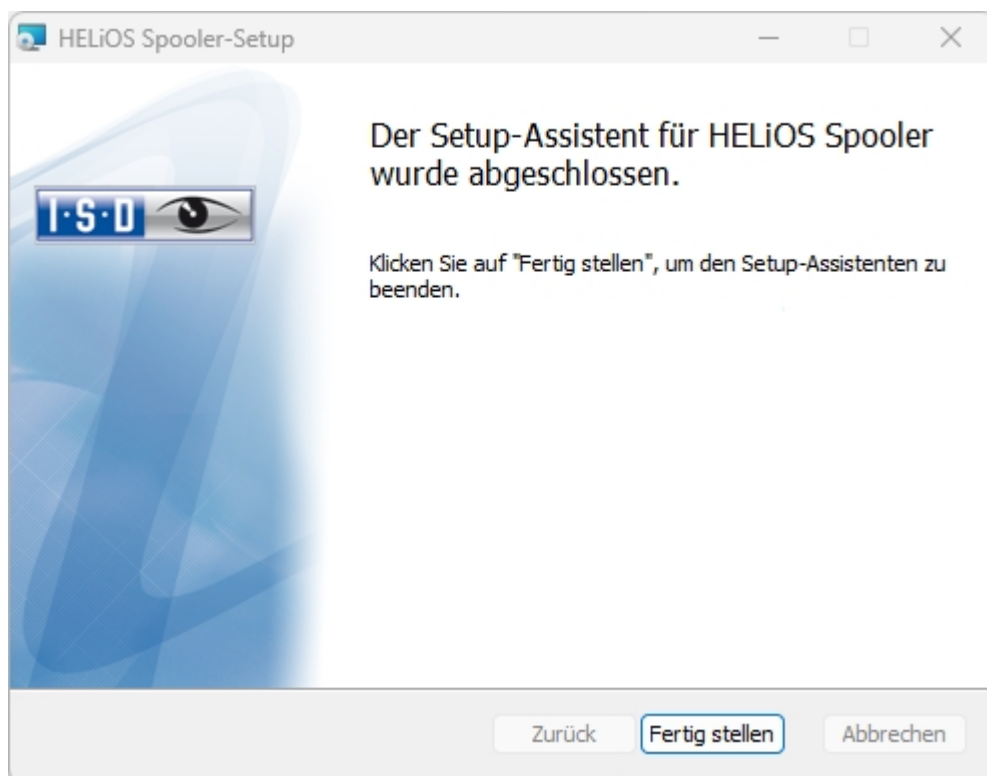 HELiOS Spooler-Setup
Der Setup-Assistent für HELiOS Spooler
wurde abgeschlossen.
I·S·D
Klicken Sie auf "Fertig stellen", um den Setup-Assistenten zu
beenden.
Zurück Fertig stellen Abbrechen